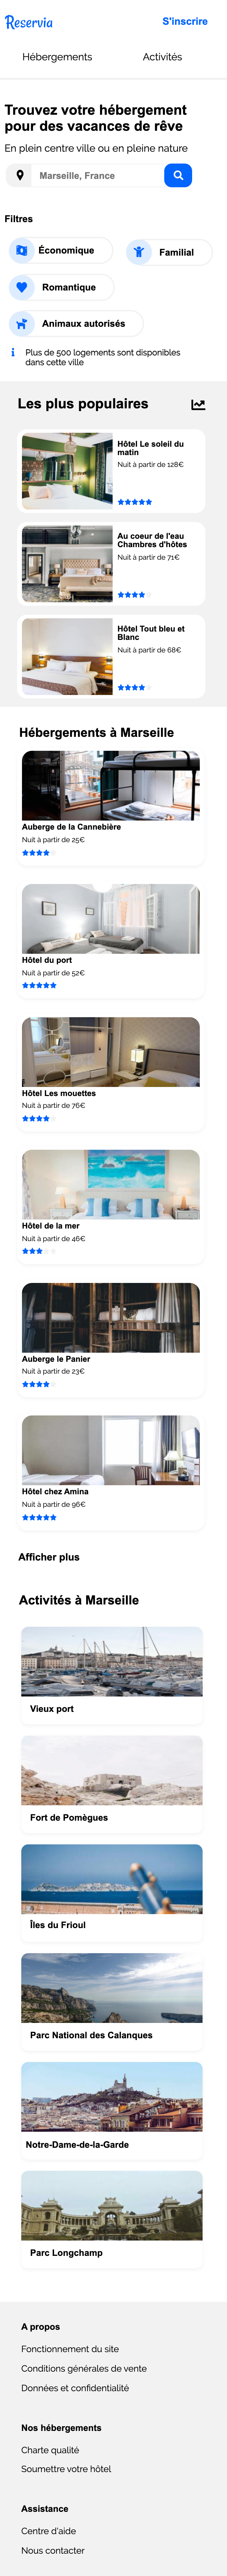 Reservia
S'inscrire
Hébergements
Activités
Trouvez votre hébergement
pour des vacances de rêve
En plein centre ville ou en pleine nature
Marseille, France
Filtres
Économique
Familial
Romantique
Animaux autorisés
Plus de 500 logements sont disponibles
dans cette ville
Les plus populaires
Hôtel Le soleil du
matin
Nuit à partir de 128€
Au coeur de l'eau
Chambres d'hôtes
Nuit à partir de 71€
Hôtel Tout bleu et
Blanc
Nuit à partir de 68€
Hébergements à Marseille
Auberge de la Cannebière
Nuit à partir de 25€
Hôtel du port
Nuit à partir de 52€
Hôtel Les mouettes
Nuit à partir de 76€
Hôtel de la mer
Nuit à partir de 46€
Auberge le Panier
Nuit à partir de 23€
Hôtel chez Amina
Nuit à partir de 96€
Afficher plus
Activités à Marseille
Vieux port
Fort de Pomègues
Îles du Frioul
Parc National des Calanques
Notre-Dame-de-la-Garde
Parc Longchamp
A propos
Fonctionnement du site
Conditions générales de vente
Données et confidentialité
Nos hébergements
Charte qualité
Soumettre votre hôtel
Assistance
Centre d'aide
Nous contacter